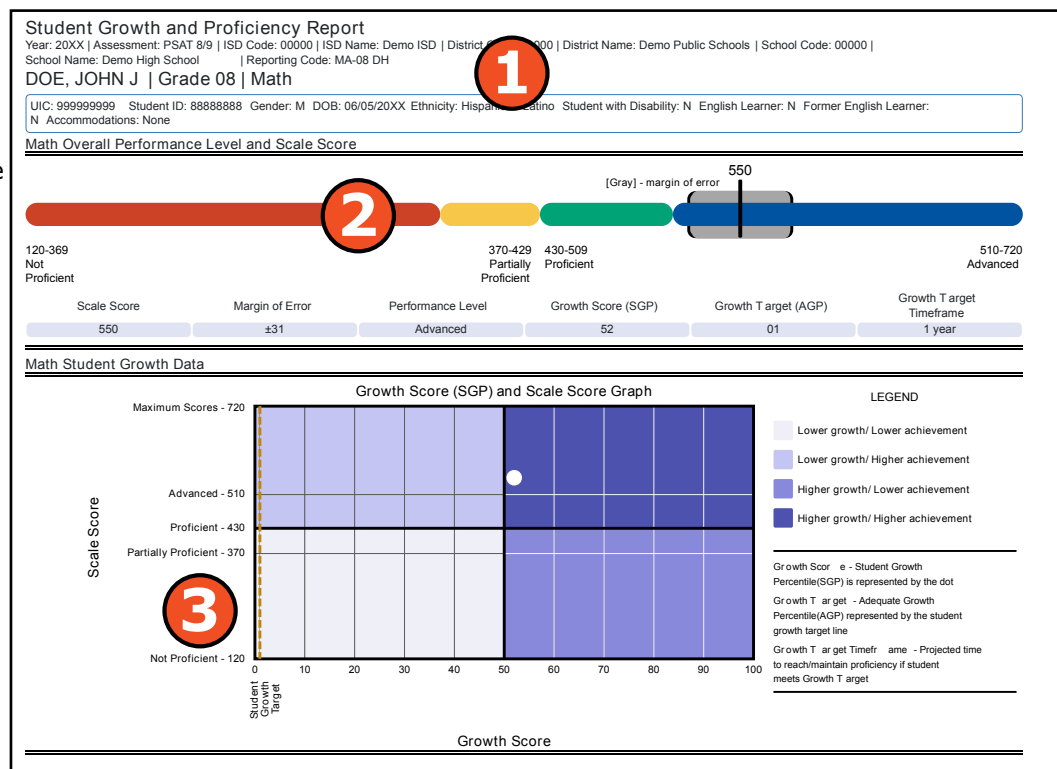 Student Growth and Proficiency Report
Year: 20XX | Assessment: PSAT 8/9 | ISD Code: 00000 | ISD Name: Demo ISD | District 000 | District Name: Demo Public Schools | School Code: 00000 |
School Name: Demo High School | Reporting Code: MA-08 DH
DOE, JOHN J | Grade 08 | Math
1
UIC: 999999999 Student ID: 88888888 Gender: M DOB: 06/05/20XX Ethnicity: Student with Disability: N English Learner: N Former English Learner:
N Accommodations: None
Math Overall Performance Level and Scale Score
e
550
[Gray] - margin of error
2
120-369 370-429 430-509 510-720
Not Partially Proficient Advanced
Proficient Proficient
Scale Score Margin of Error Performance Level Growth Score (SGP) Growth T arget (AGP) Growth T arget
Timeframe
550 ±31 Advanced 52 01 1 year
Math Student Growth Data
Growth Score (SGP) and Scale Score Graph
LEGEND
Maximum Scores - 720
Lower growth/ Lower achievement
Lower growth/ Higher achievement
Advanced - 510
Higher growth/ Lower achievement
Proficient - 430
Higher growth/ Higher achievement
Partially Proficient - 370
Scale Score
3
Not Proficient - 120
0 10 20 30 40 50 60 70 80 90 100
Student
Growth
Target
Growth Score
Growth Scor e - Student Growth
Percentile(SGP) is represented by the dot
Growth T ar get - Adequate Growth
Percentile(AGP) represented by the student
growth target line
Growth T ar get Timefr ame - Projected time
to reach/maintain proficiency if student
meets Growth T arget